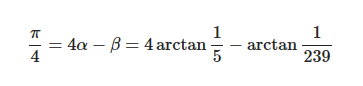 π/4 = 4α − β = 4 arctan 1/5 − arctan 1/239